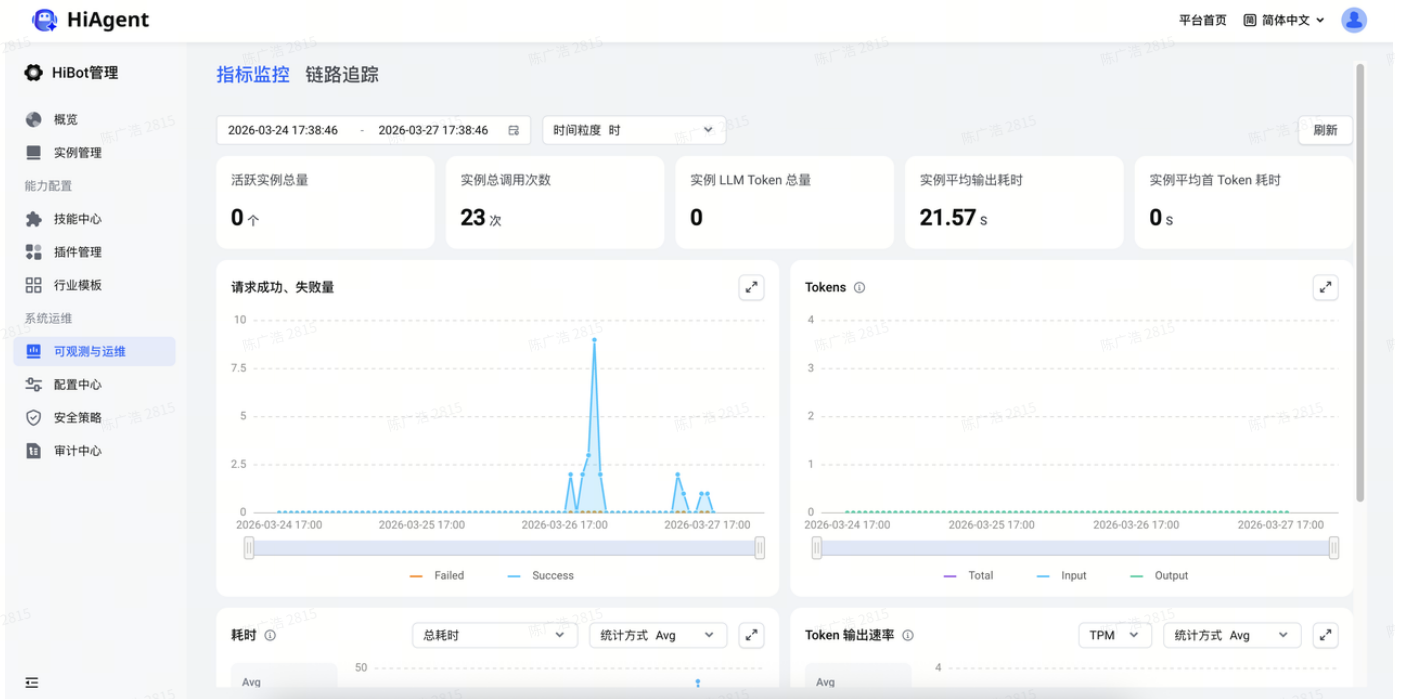 HiAgent
平台首页 简 简体中文
HiBot管理
概览
实例管理
能力配置
技能中心
插件管理
行业模板
系统运维
可观测与运维
配置中心
安全策略
审计中心
指标监控 链路追踪
2026-03-24 17:38:46 - 2026-03-27 17:38:46
时间粒度 时
刷新
活跃实例总量
0 个
实例总调用次数
23 次
实例 LLM Token 总量
0
实例平均输出耗时
21.57 s
实例平均首 Token 耗时
0 s
请求成功、失败量
10
7.5
5
2.5
0
2026-03-24 17:00 2026-03-25 17:00 2026-03-26 17:00 2026-03-27 17:00
Failed Success
Tokens
4
3
2
1
0
2026-03-24 17:00 2026-03-25 17:00 2026-03-26 17:00 2026-03-27 17:00
Total Input Output
耗时
总耗时
统计方式 Avg
Avg
50
Token 输出速率
TPM
统计方式 Avg
Avg
4
陈广浩 2815